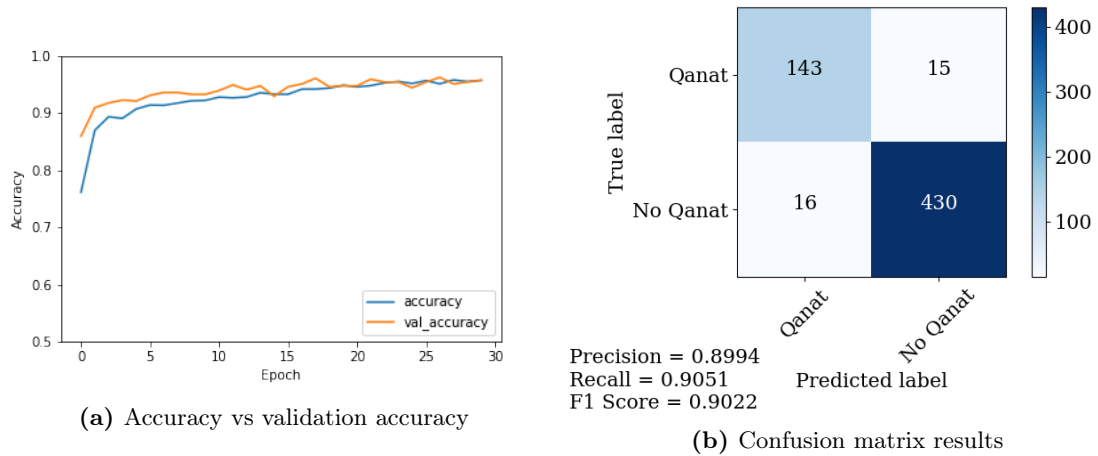 1.0
0.9
0.8
0.7
0.6
0.5
Accuracy
0 5 10 15 20 25 30
Epoch
accuracy
val_accuracy
(a) Accuracy vs validation accuracy
True label
Qanat
No Qanat
143 15
16 430
400
300
200
100
Qanat No Qanat
Predicted label
Precision = 0.8994
Recall = 0.9051
F1 Score = 0.9022
(b) Confusion matrix results